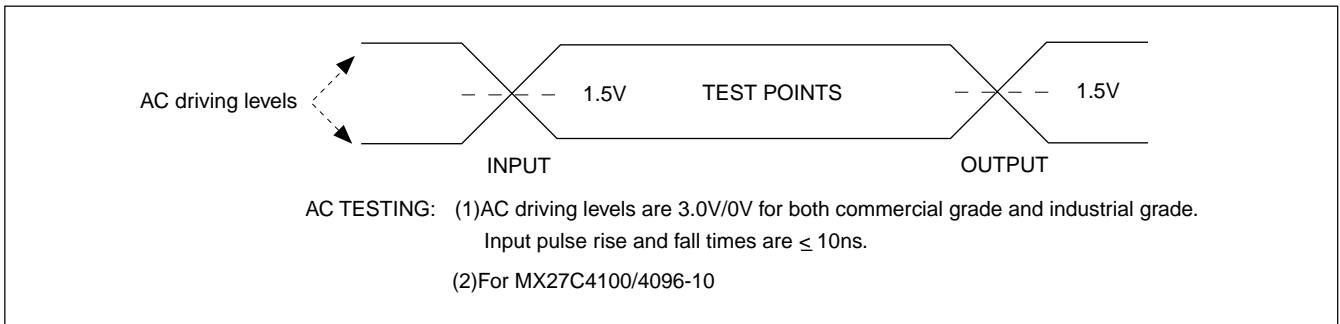 AC driving levels
1.5V
TEST POINTS
1.5V
INPUT
OUTPUT
AC TESTING: (1)AC driving levels are 3.0V/0V for both commercial grade and industrial grade.
Input pulse rise and fall times are ≤ 10ns.
(2)For MX27C4100/4096-10